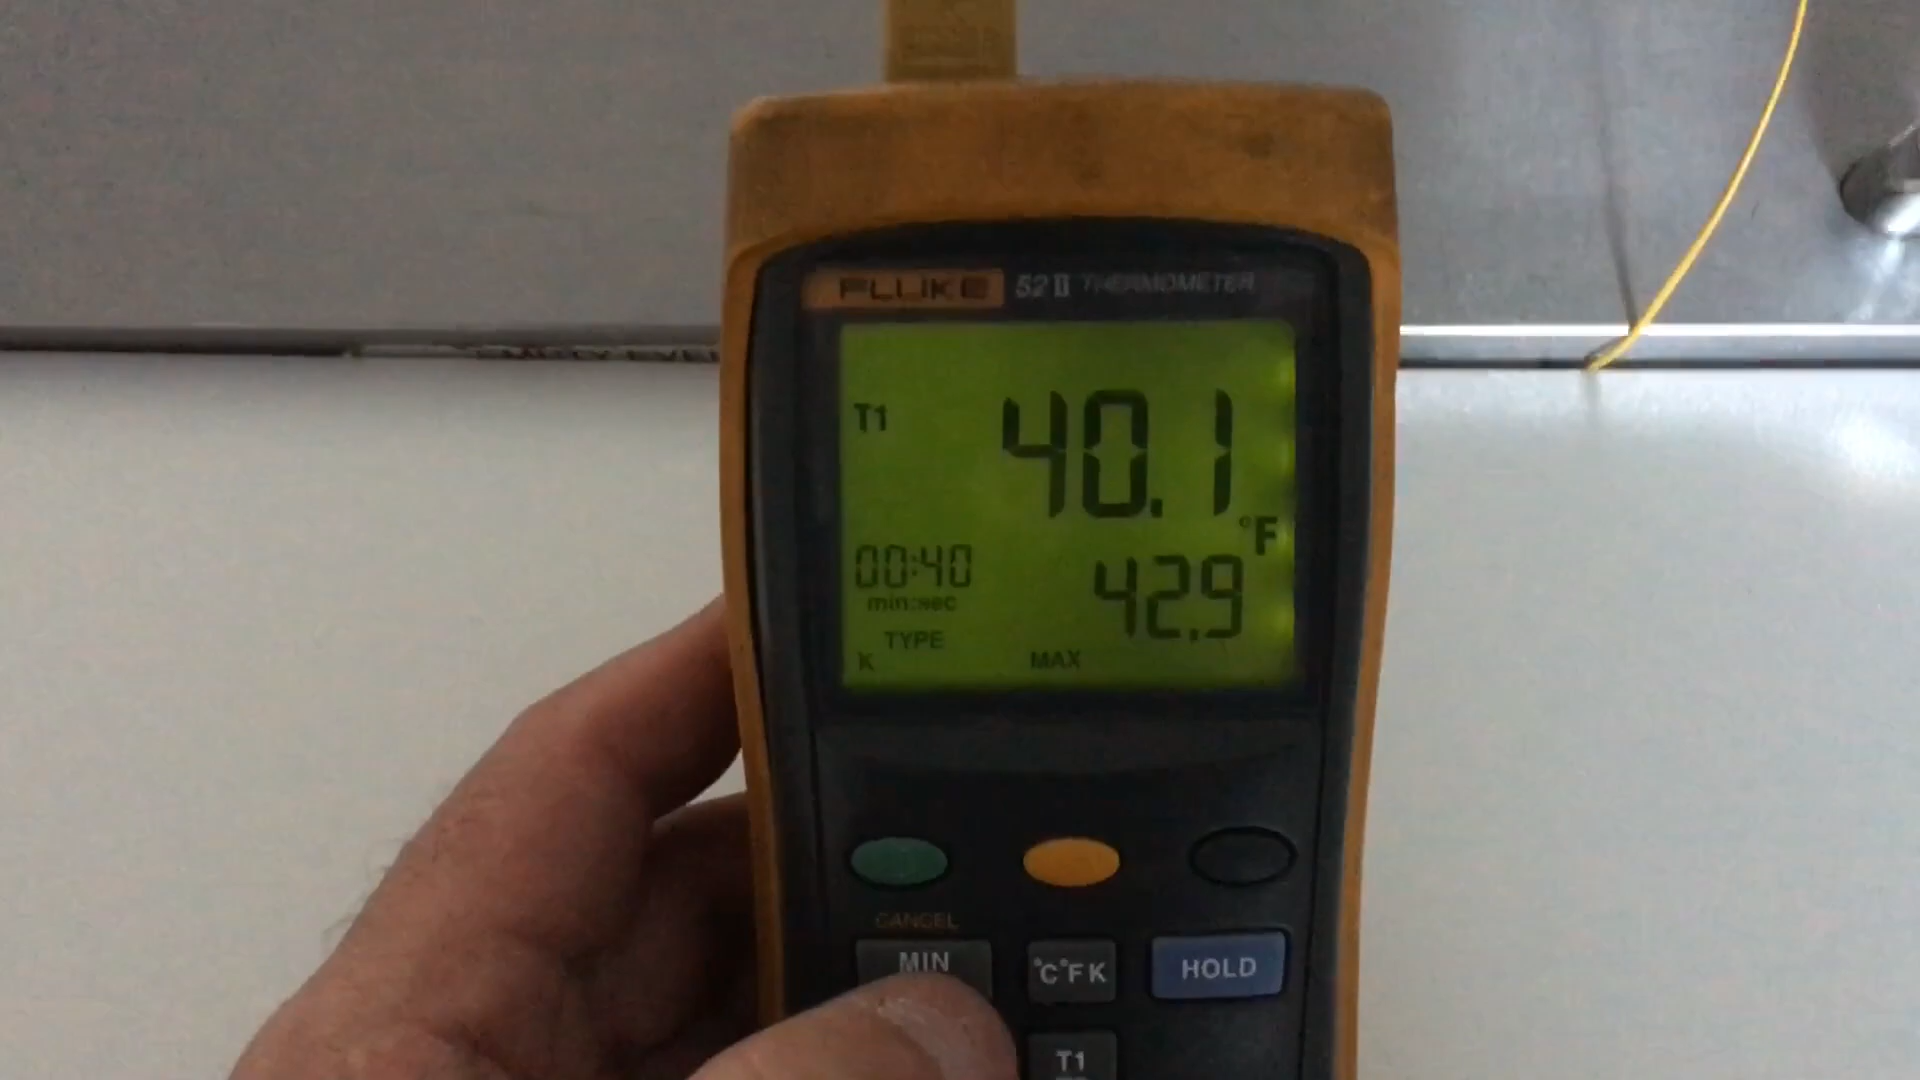 FLUKE 52 II THERMOMETER
T1 40.1
°F
00:40 42.9
min:sec
TYPE
K MAX
CANCEL
MIN °C°F K HOLD
T1